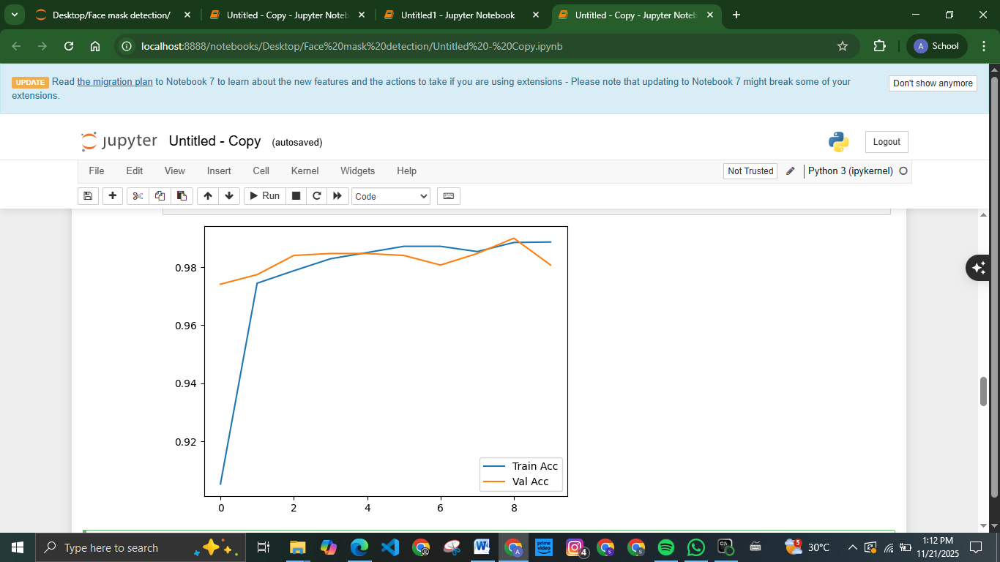 Desktop/Face mask detection/
Untitled - Copy - Jupyter Noteb
Untitled1 - Jupyter Notebook
Untitled - Copy - Jupyter Noteb
localhost:8888/notebooks/Desktop/Face%20mask%20detection/Untitled%20-%20Copy.ipynb
A School
UPDATE Read the migration plan to Notebook 7 to learn about the new features and the actions to take if you are using extensions - Please note that updating to Notebook 7 might break some of your
extensions.
Don't show anymore
jupyter Untitled - Copy (autosaved)
Logout
File Edit View Insert Cell Kernel Widgets Help
Not Trusted
Python 3 (ipykernel)
Run
Code
0.98
0.96
0.94
0.92
Train Acc
Val Acc
0 2 4 6 8
Type here to search
prime video
4
5
30°C
1:12 PM
11/21/2025